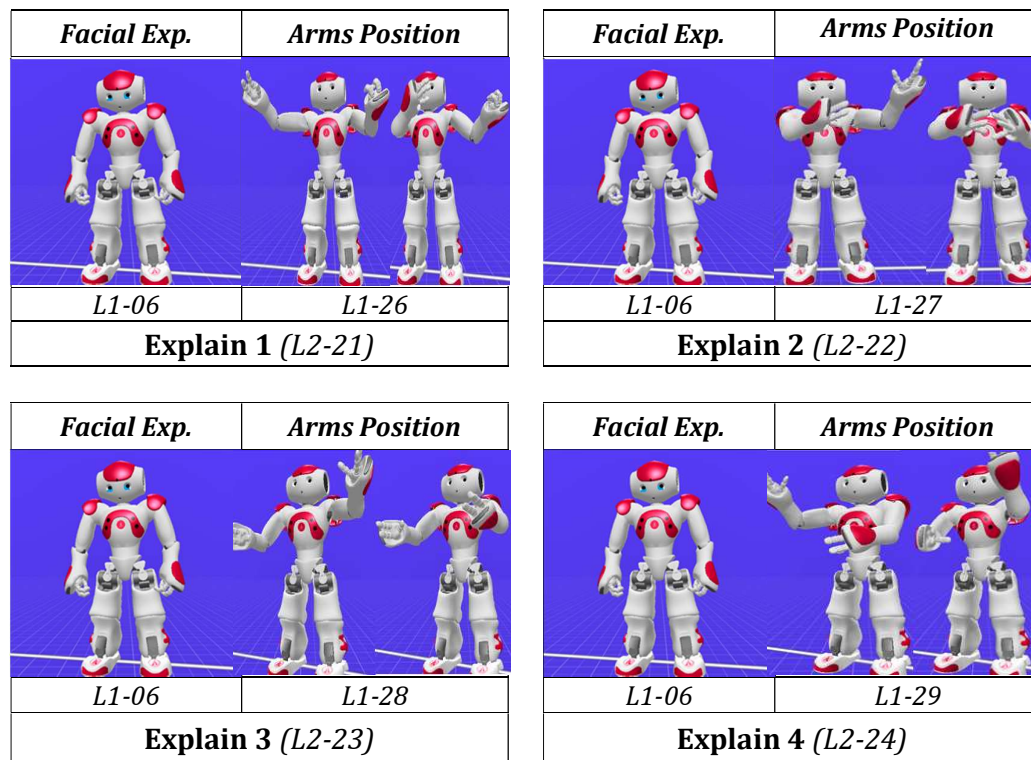 Facial Exp. Arms Position
L1-06 L1-26
Explain 1 (L2-21)
Facial Exp. Arms Position
L1-06 L1-27
Explain 2 (L2-22)
Facial Exp. Arms Position
L1-06 L1-28
Explain 3 (L2-23)
Facial Exp. Arms Position
L1-06 L1-29
Explain 4 (L2-24)